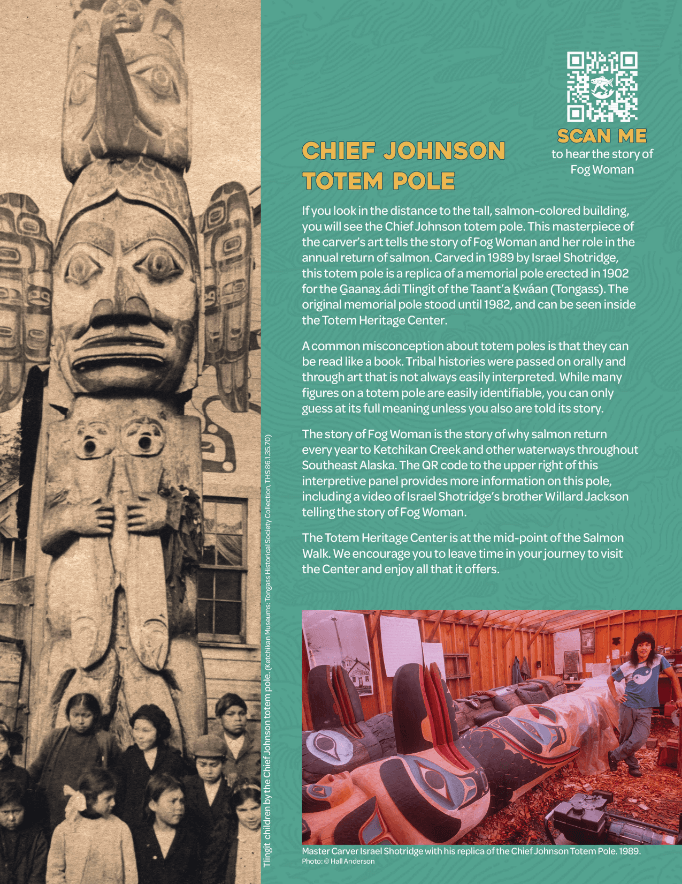 SCAN ME
to hear the story of
Fog Woman
CHIEF JOHNSON
TOTEM POLE
If you look in the distance to the tall, salmon-colored building,
you will see the Chief Johnson totem pole. This masterpiece of
the carver's art tells the story of Fog Woman and her role in the
annual return of salmon. Carved in 1989 by Israel Shotridge,
this totem pole is a replica of a memorial pole erected in 1902
for the G̱aanax̱.ádi Tlingit of the Taant'a Ḵwáan (Tongass). The
original memorial pole stood until 1982, and can be seen inside
the Totem Heritage Center.
A common misconception about totem poles is that they can
be read like a book. Tribal histories were passed on orally and
through art that is not always easily interpreted. While many
figures on a totem pole are easily identifiable, you can only
guess at its full meaning unless you also are told its story.
The story of Fog Woman is the story of why salmon return
every year to Ketchikan Creek and other waterways throughout
Southeast Alaska. The QR code to the upper right of this
interpretive panel provides more information on this pole,
including a video of Israel Shotridge's brother Willard Jackson
telling the story of Fog Woman.
The Totem Heritage Center is at the mid-point of the Salmon
Walk. We encourage you to leave time in your journey to visit
the Center and enjoy all that it offers.
Tlingit children by the Chief Johnson totem pole. (Ketchikan Museums: Tongass Historical Society Collection, THS 86.1.35.70)
Master Carver Israel Shotridge with his replica of the Chief Johnson Totem Pole. 1989.
Photo: © Hall Anderson